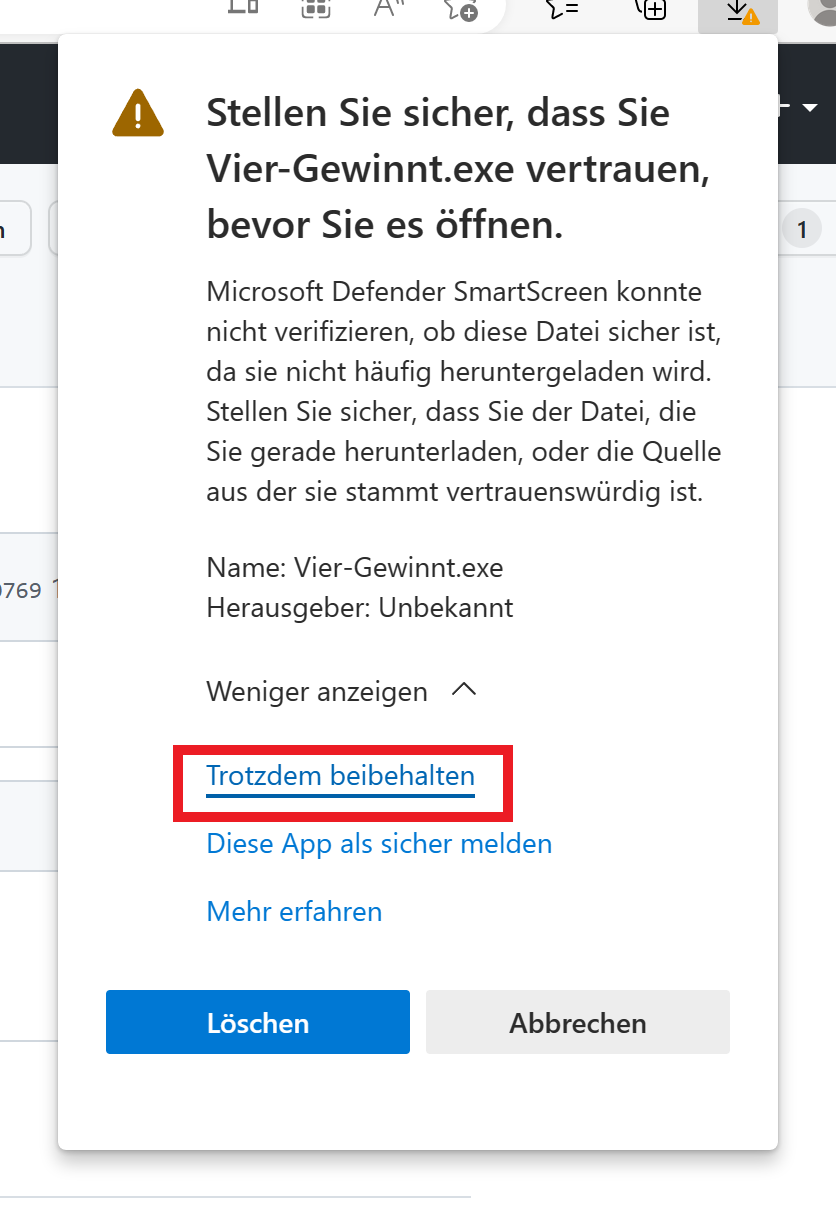 Stellen Sie sicher, dass Sie
Vier-Gewinnt.exe vertrauen,
bevor Sie es öffnen.
1
Microsoft Defender SmartScreen konnte
nicht verifizieren, ob diese Datei sicher ist,
da sie nicht häufig heruntergeladen wird.
Stellen Sie sicher, dass Sie der Datei, die
Sie gerade herunterladen, oder die Quelle
aus der sie stammt vertrauenswürdig ist.
Name: Vier-Gewinnt.exe
Herausgeber: Unbekannt
769
Weniger anzeigen
Trotzdem beibehalten
Diese App als sicher melden
Mehr erfahren
Löschen
Abbrechen